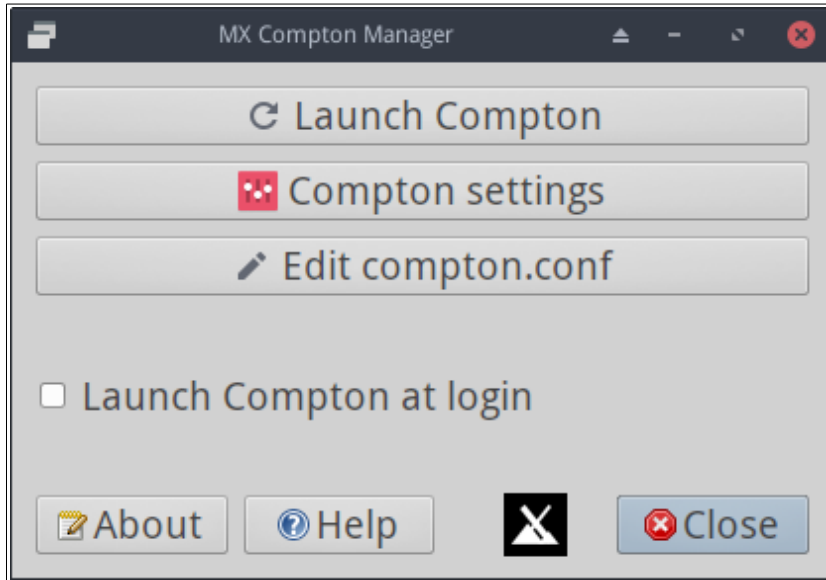 MX Compton Manager
Launch Compton
Compton settings
Edit compton.conf
Launch Compton at login
About Help Close